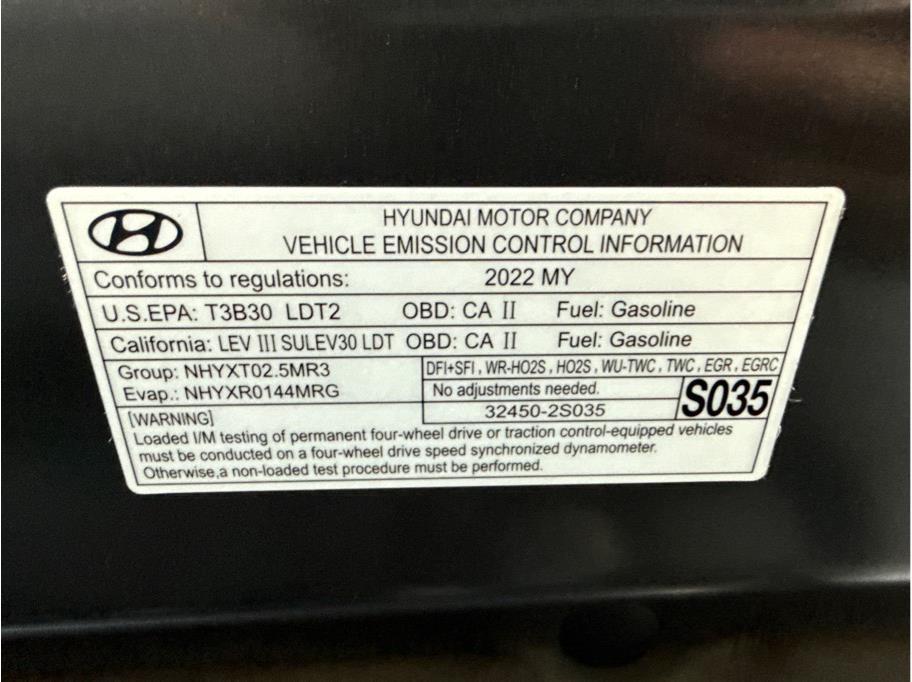 HYUNDAI MOTOR COMPANY
VEHICLE EMISSION CONTROL INFORMATION
Conforms to regulations: 2022 MY
U.S.EPA: T3B30 LDT2 OBD: CA II Fuel: Gasoline
California: LEV III SULEV30 LDT OBD: CA II Fuel: Gasoline
Group: NHYXT02.5MR3
Evap.: NHYXR0144MRG
DFI+SFI , WR-HO2S , HO2S , WU-TWC , TWC , EGR , EGRC
No adjustments needed.
32450-2S035
S035
[WARNING]
Loaded I/M testing of permanent four-wheel drive or traction control-equipped vehicles
must be conducted on a four-wheel drive speed synchronized dynamometer.
Otherwise,a non-loaded test procedure must be performed.